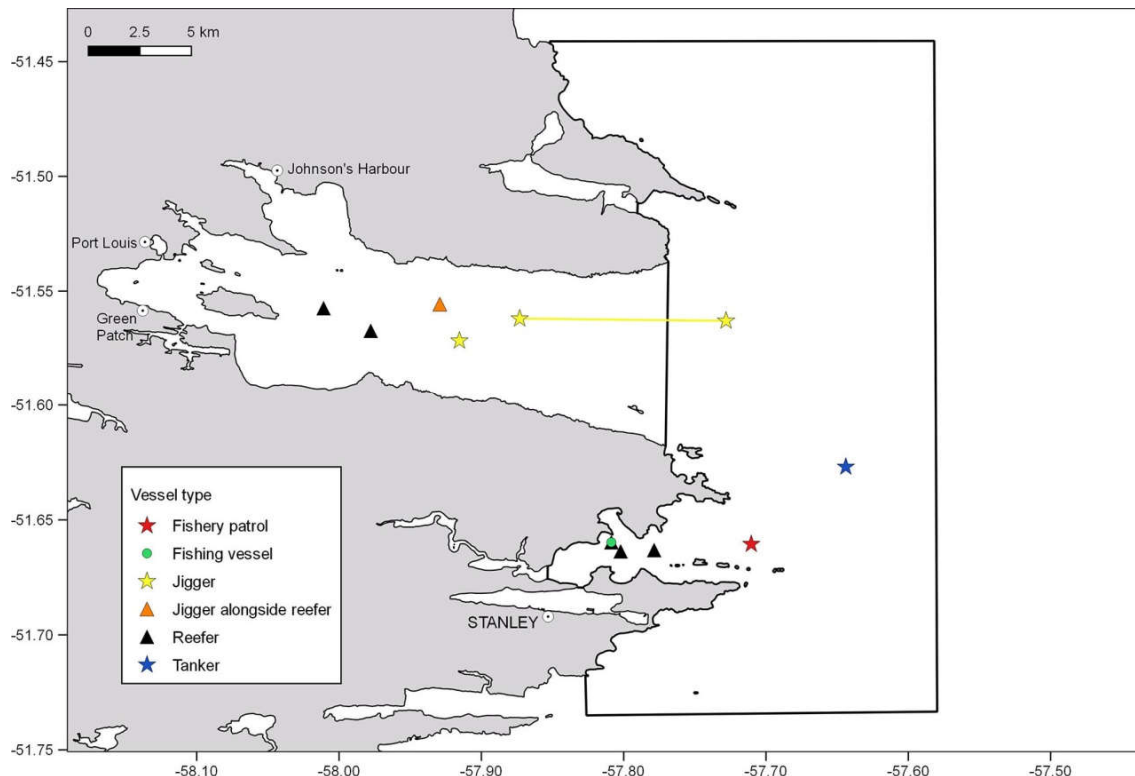 0 2.5 5 km
-51.45
-51.50
Johnson's Harbour
Port Louis
-51.55
Green
Patch
-51.60
Vessel type
-51.65
Fishery patrol
Fishing vessel
Jigger
Jigger alongside reefer
Reefer
Tanker
STANLEY
-51.70
-51.75
-58.10 -58.00 -57.90 -57.80 -57.70 -57.60 -57.50